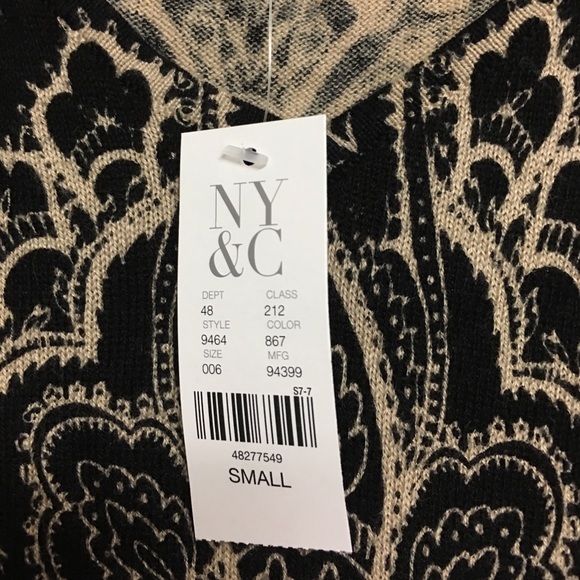 NY
&C
DEPT CLASS
48 212
STYLE COLOR
9464 867
SIZE MFG
006 94399
S7-7
48277549
SMALL